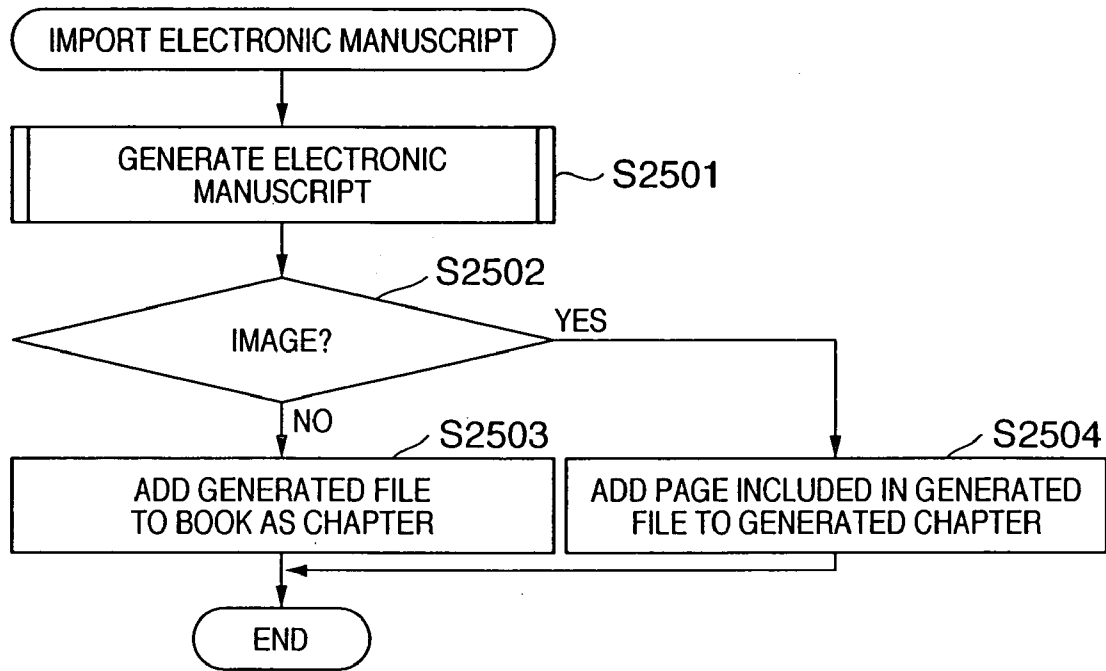 IMPORT ELECTRONIC MANUSCRIPT
GENERATE ELECTRONIC
MANUSCRIPT
S2501
S2502
IMAGE?
YES
NO
S2503
ADD GENERATED FILE
TO BOOK AS CHAPTER
S2504
ADD PAGE INCLUDED IN GENERATED
FILE TO GENERATED CHAPTER
END